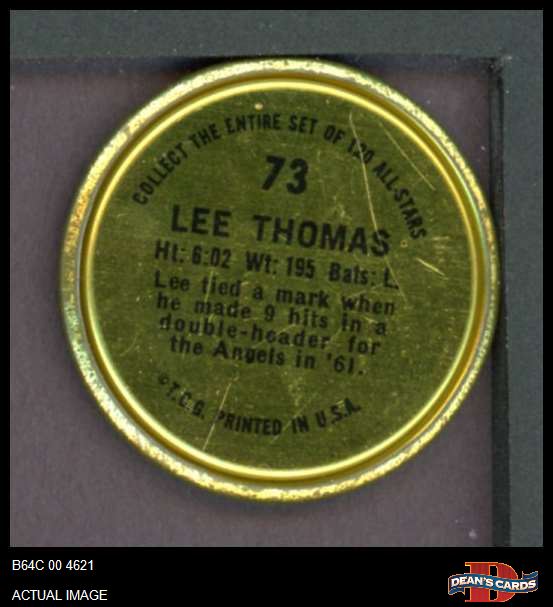 COLLECT THE ENTIRE SET OF 120 ALL-STARS
73
LEE THOMAS
Ht: 6:02 Wt: 195 Bats: L
Lee tied a mark when
he made 9 hits in a
double-header for
the Angels in '61.
© T.C.G. PRINTED IN U.S.A.
B64C 00 4621
ACTUAL IMAGE
D
DEAN'S CARDS